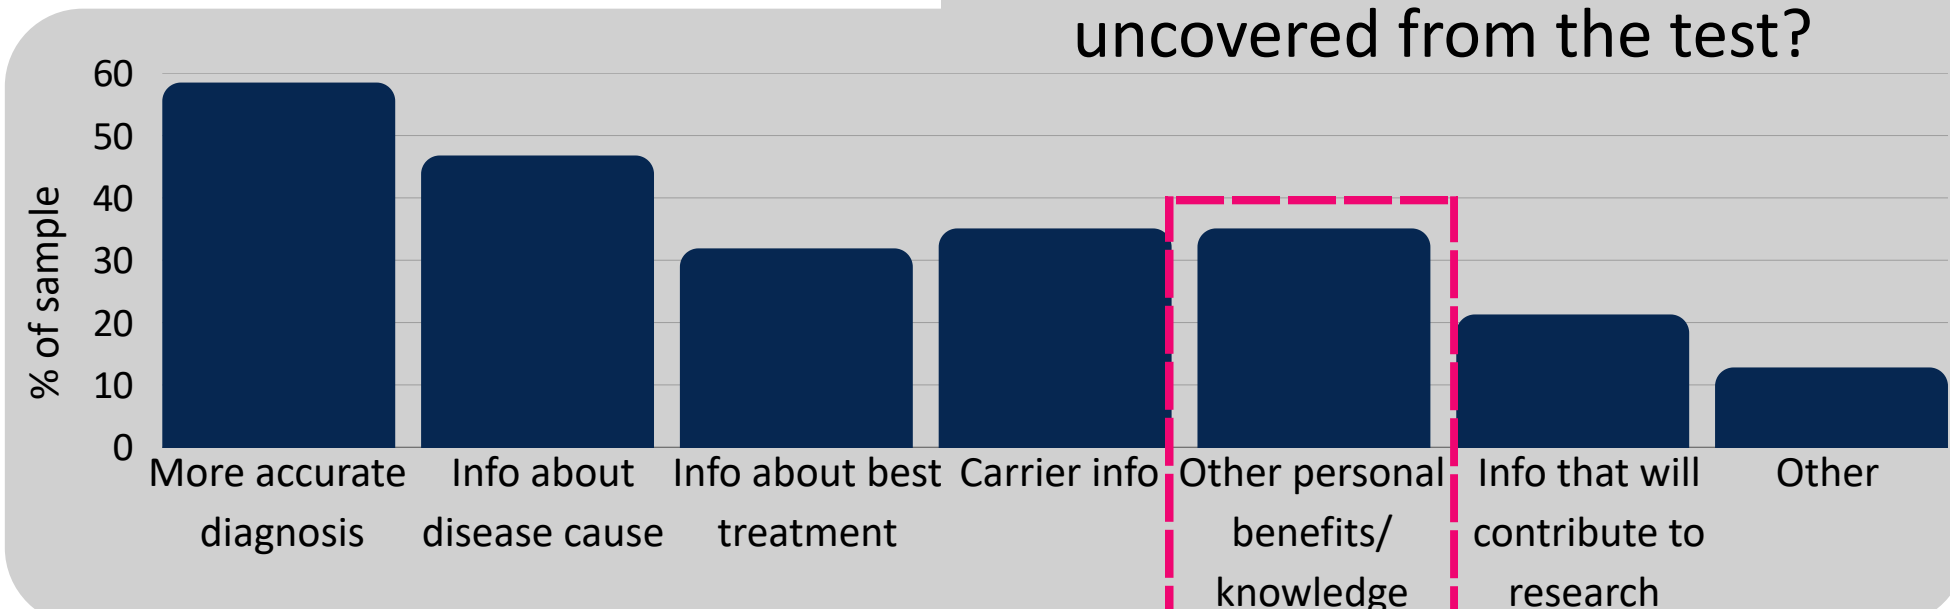 uncovered from the test?
% of sample
60
50
40
30
20
10
0
More accurate
diagnosis
Info about
disease cause
Info about best
treatment
Carrier info
Other personal
benefits/
knowledge
Info that will
contribute to
research
Other